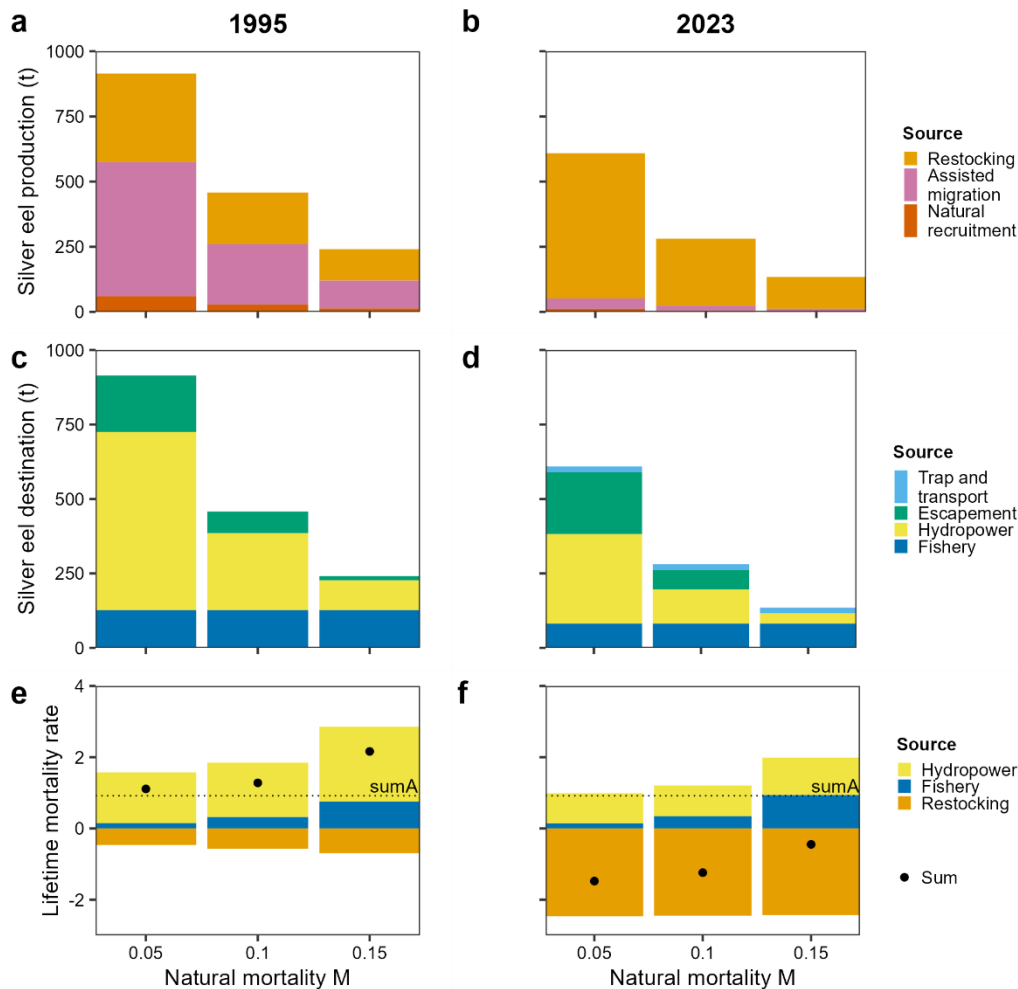 a
1995
b
2023
Silver eel production (t)
1000
750
500
250
0
Source
Restocking
Assisted
migration
Natural
recruitment
c
d
Silver eel destination (t)
1000
750
500
250
0
Source
Trap and
transport
Escapement
Hydropower
Fishery
e
f
Lifetime mortality rate
4
2
0
-2
sumA
sumA
0.05
0.1
0.15
0.05
0.1
0.15
Natural mortality M
Natural mortality M
Source
Hydropower
Fishery
Restocking
Sum